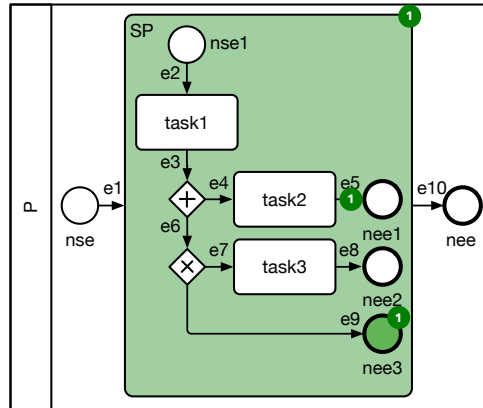 SP
1
nse1
e2
task1
e3
e4
task2
1
e5
nee1
e10
P
e1
nse
nee
e6
e7
task3
e8
nee2
e9
1
nee3